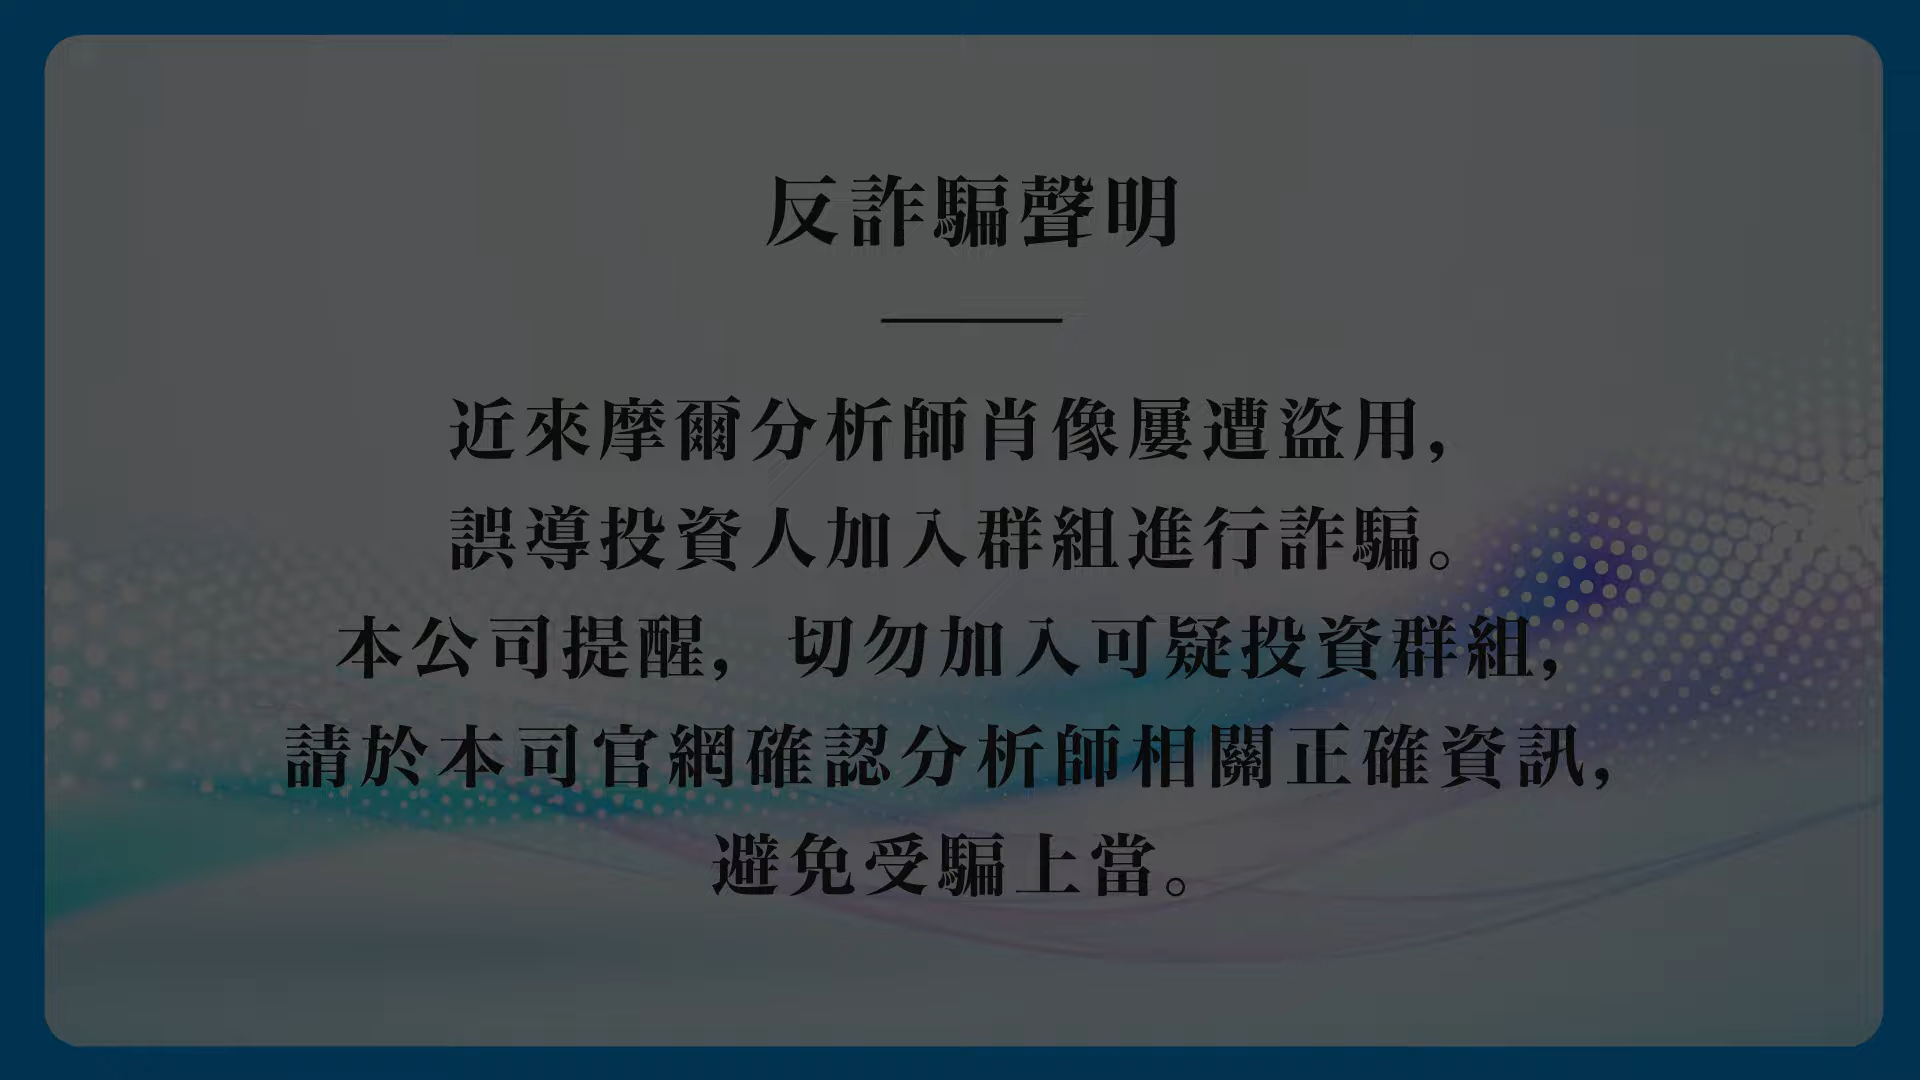 反詐騙聲明
近來摩爾分析師肖像屢遭盜用，
誤導投資人加入群組進行詐騙。
本公司提醒，切勿加入可疑投資群組，
請於本司官網確認分析師相關正確資訊，
避免受騙上當。